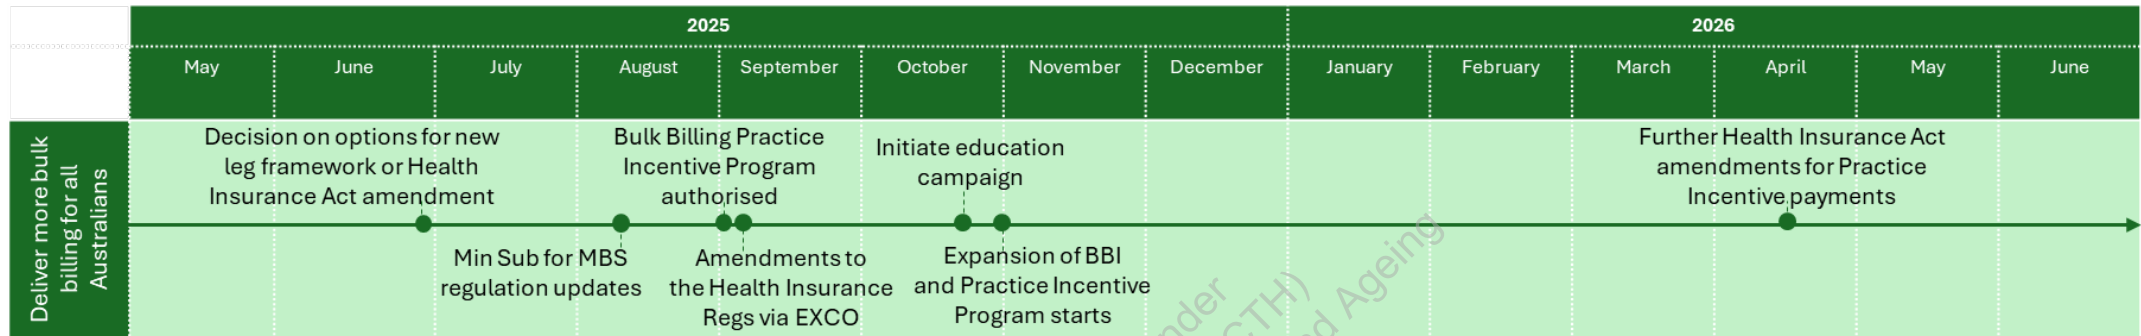 2025
2026
May
June
July
August
September
October
November
December
January
February
March
April
May
June
Deliver more bulk
billing for all
Australians
Decision on options for new
leg framework or Health
Insurance Act amendment
Min Sub for MBS
regulation updates
Bulk Billing Practice
Incentive Program
authorised
Amendments to
the Health Insurance
Regs via EXCO
Initiate education
campaign
Expansion of BBI
and Practice Incentive
Program starts
Further Health Insurance Act
amendments for Practice
Incentive payments
Ageing